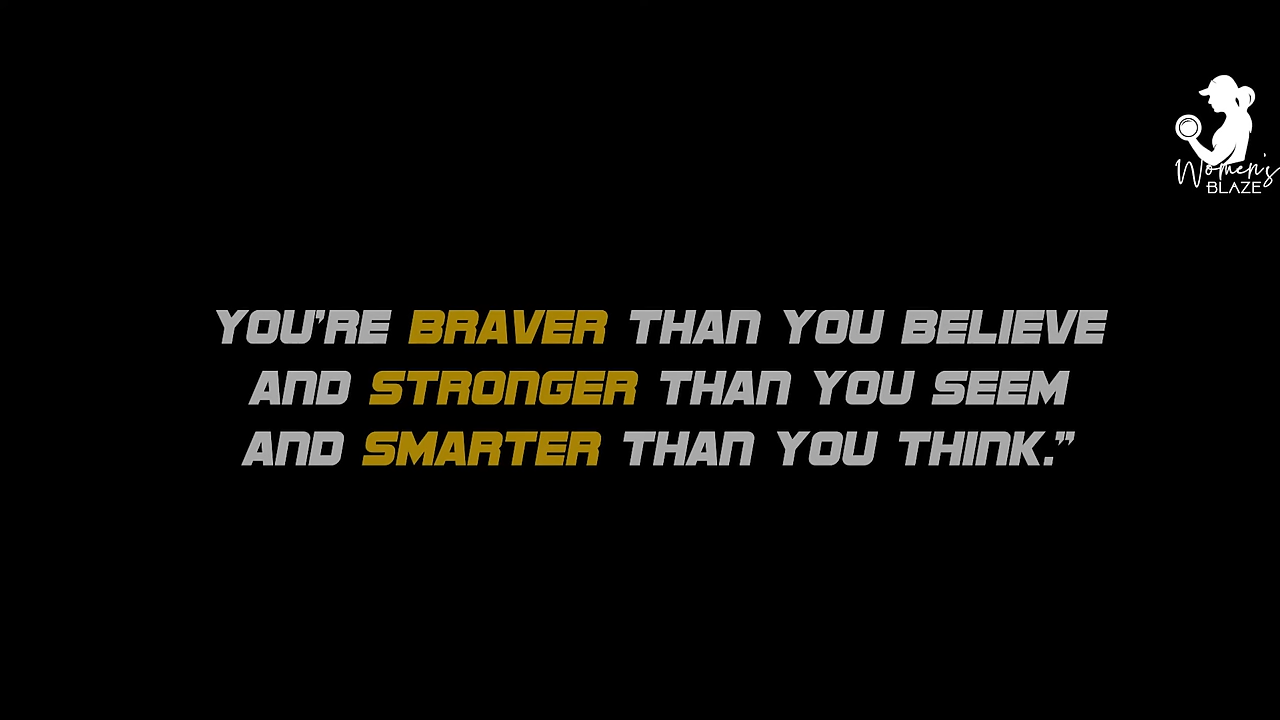 Women's
BLAZE
YOU'RE BRAVER THAN YOU BELIEVE
AND STRONGER THAN YOU SEEM
AND SMARTER THAN YOU THINK.”